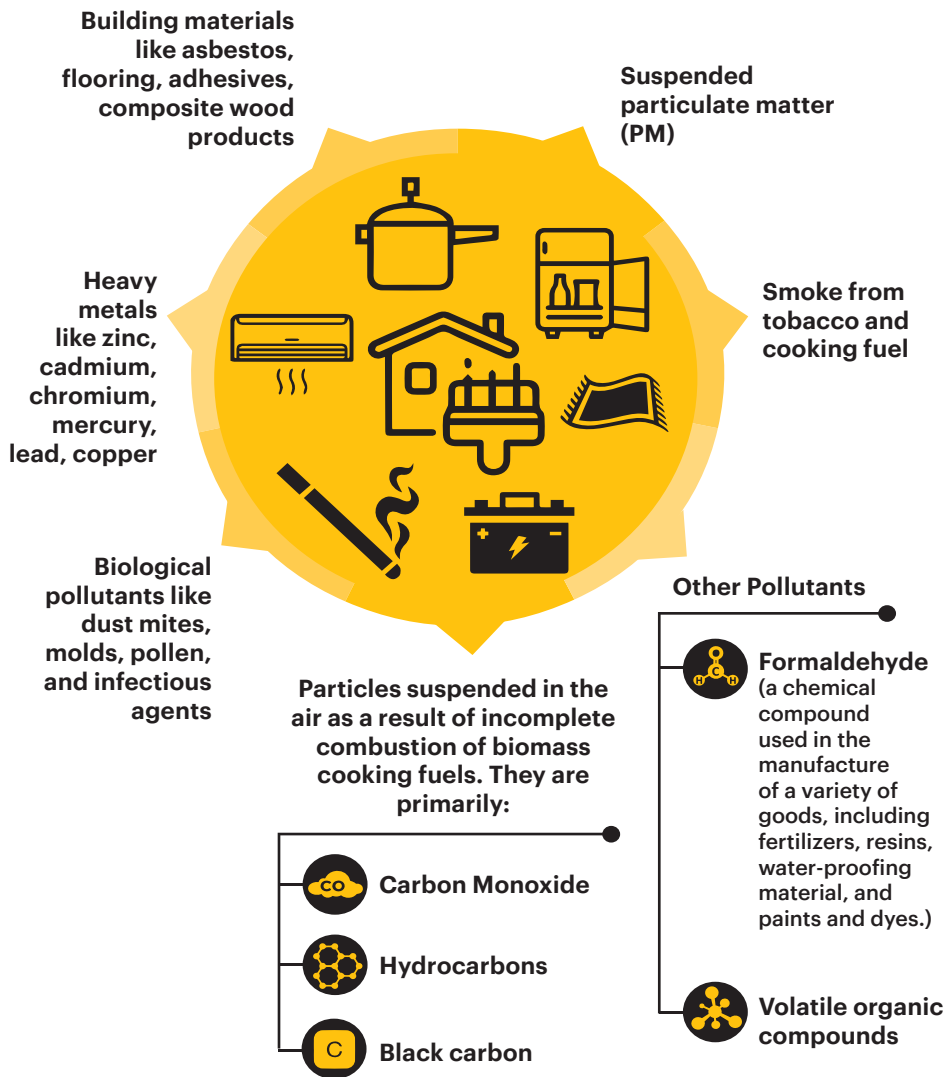 Building materials
like asbestos,
flooring, adhesives,
composite wood
products
Suspended
particulate matter
(PM)
Heavy
metals
like zinc,
cadmium,
chromium,
mercury,
lead, copper
Smoke from
tobacco and
cooking fuel
+ −
Biological
pollutants like
dust mites,
molds, pollen,
and infectious
agents
Particles suspended in the
air as a result of incomplete
combustion of biomass
cooking fuels. They are
primarily:
CO
Carbon Monoxide
Hydrocarbons
C
Black carbon
Other Pollutants
O
C
H H
Formaldehyde
(a chemical
compound
used in the
manufacture
of a variety of
goods, including
fertilizers, resins,
water-proofing
material, and
paints and dyes.)
Volatile organic
compounds